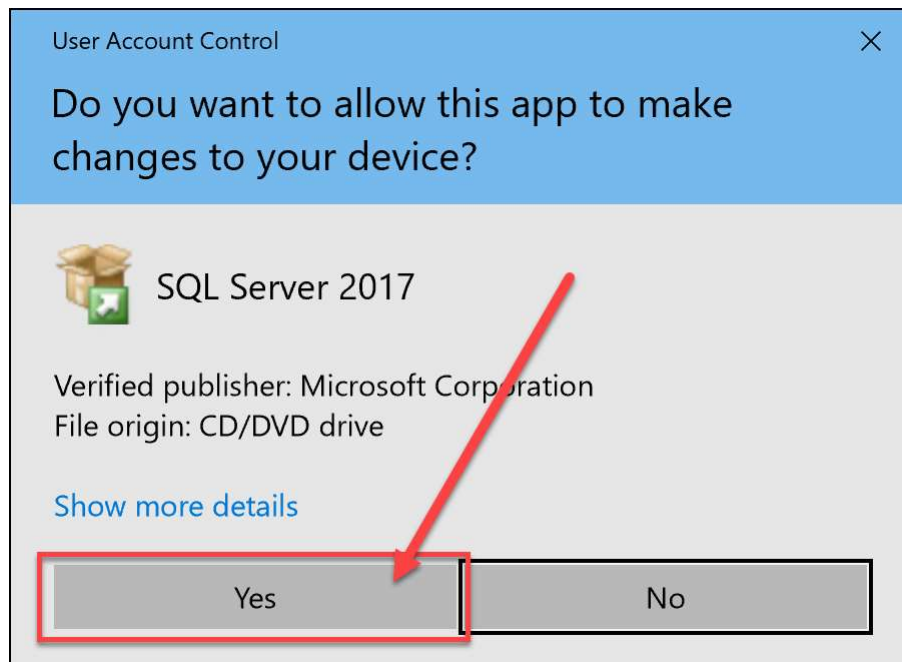 User Account Control
Do you want to allow this app to make
changes to your device?
SQL Server 2017
Verified publisher: Microsoft Corporation
File origin: CD/DVD drive
Show more details
Yes
No